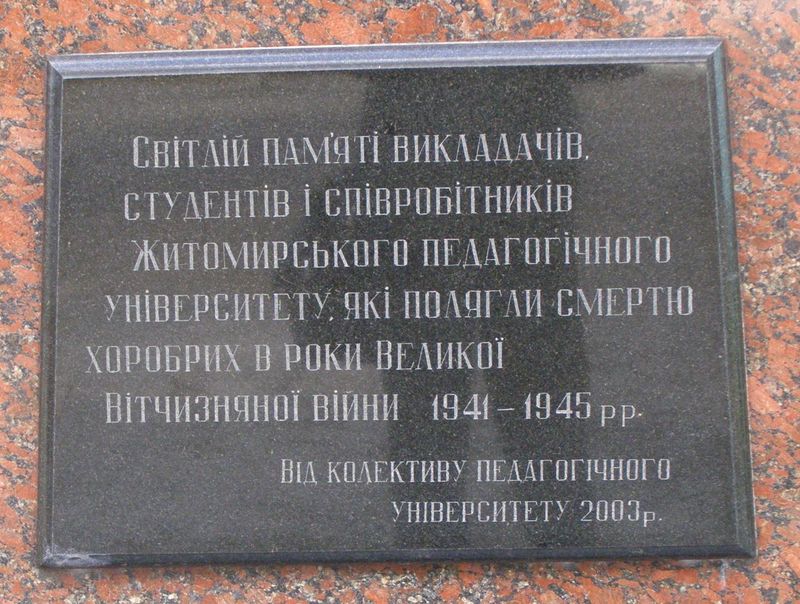 Світлій пам'яті викладачів,
студентів і співробітників
Житомирського педагогічного
університету, які полягли смертю
хоробрих в роки Великої
Вітчизняної війни 1941 – 1945 рр.
Від колективу педагогічного
університету 2003р.